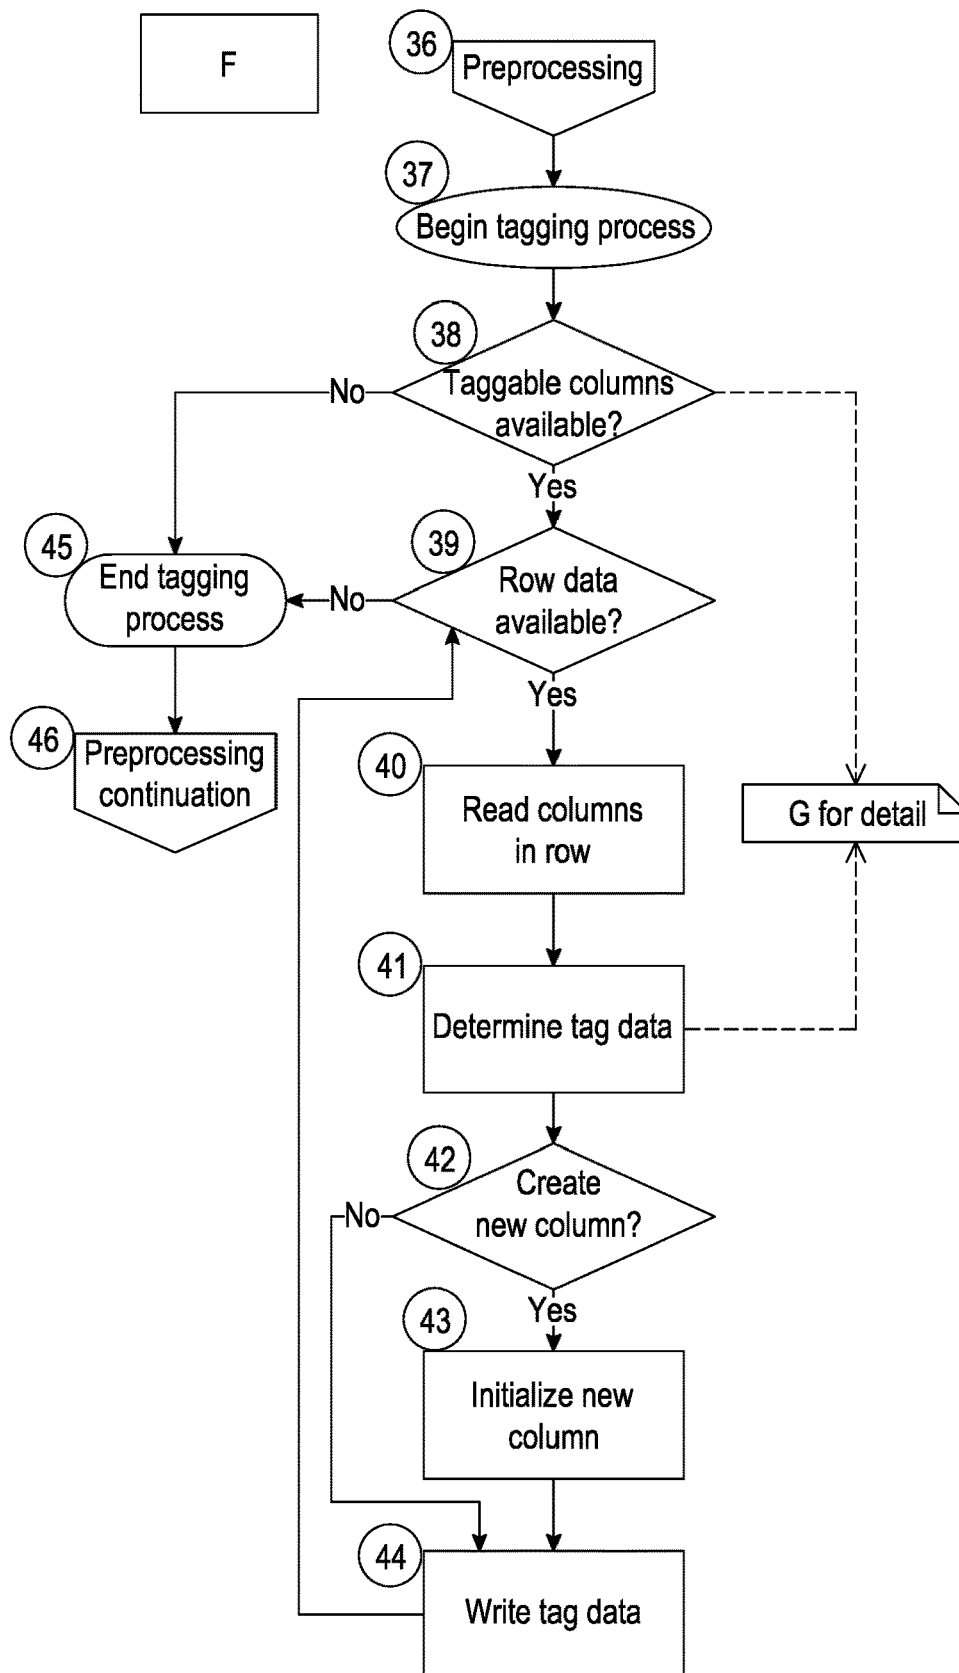 F
36
Preprocessing
37
Begin tagging process
38
Taggable columns
available?
No
Yes
45
End tagging
process
39
Row data
available?
No
Yes
46
Preprocessing
continuation
40
Read columns
in row
G for detail
41
Determine tag data
42
Create
new column?
No
Yes
43
Initialize new
column
44
Write tag data